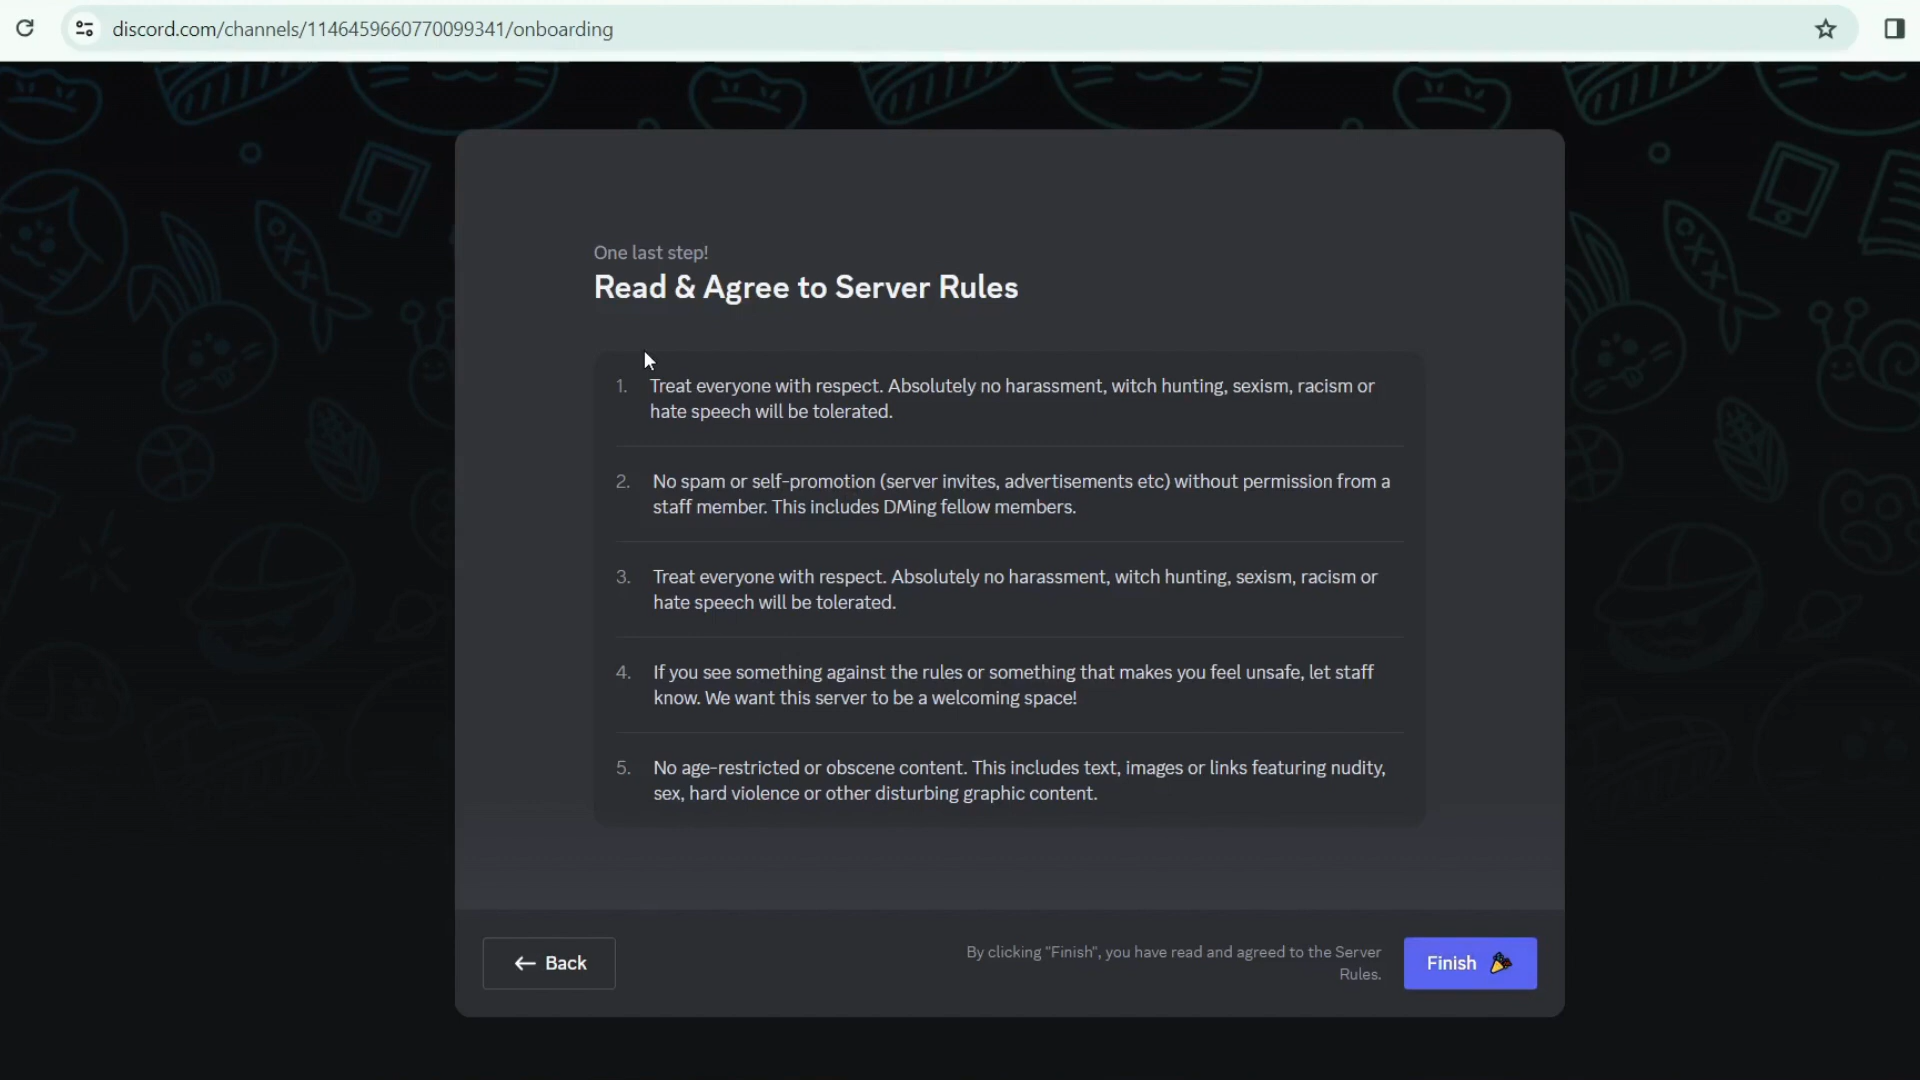 discord.com/channels/1146459660770099341/onboarding
One last step!
Read & Agree to Server Rules
1. Treat everyone with respect. Absolutely no harassment, witch hunting, sexism, racism or
hate speech will be tolerated.
2. No spam or self-promotion (server invites, advertisements etc) without permission from a
staff member. This includes DMing fellow members.
3. Treat everyone with respect. Absolutely no harassment, witch hunting, sexism, racism or
hate speech will be tolerated.
4. If you see something against the rules or something that makes you feel unsafe, let staff
know. We want this server to be a welcoming space!
5. No age-restricted or obscene content. This includes text, images or links featuring nudity,
sex, hard violence or other disturbing graphic content.
← Back
By clicking "Finish", you have read and agreed to the Server
Rules.
Finish 🎉